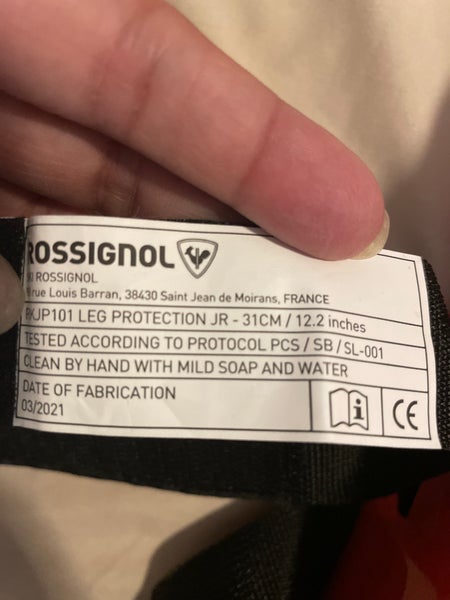 ROSSIGNOL
ROSSIGNOL
rue Louis Barran, 38430 Saint Jean de Moirans, FRANCE
RKJP101 LEG PROTECTION JR - 31CM / 12.2 inches
TESTED ACCORDING TO PROTOCOL PCS / SB / SL-001
CLEAN BY HAND WITH MILD SOAP AND WATER
DATE OF FABRICATION
03/2021
i
CE